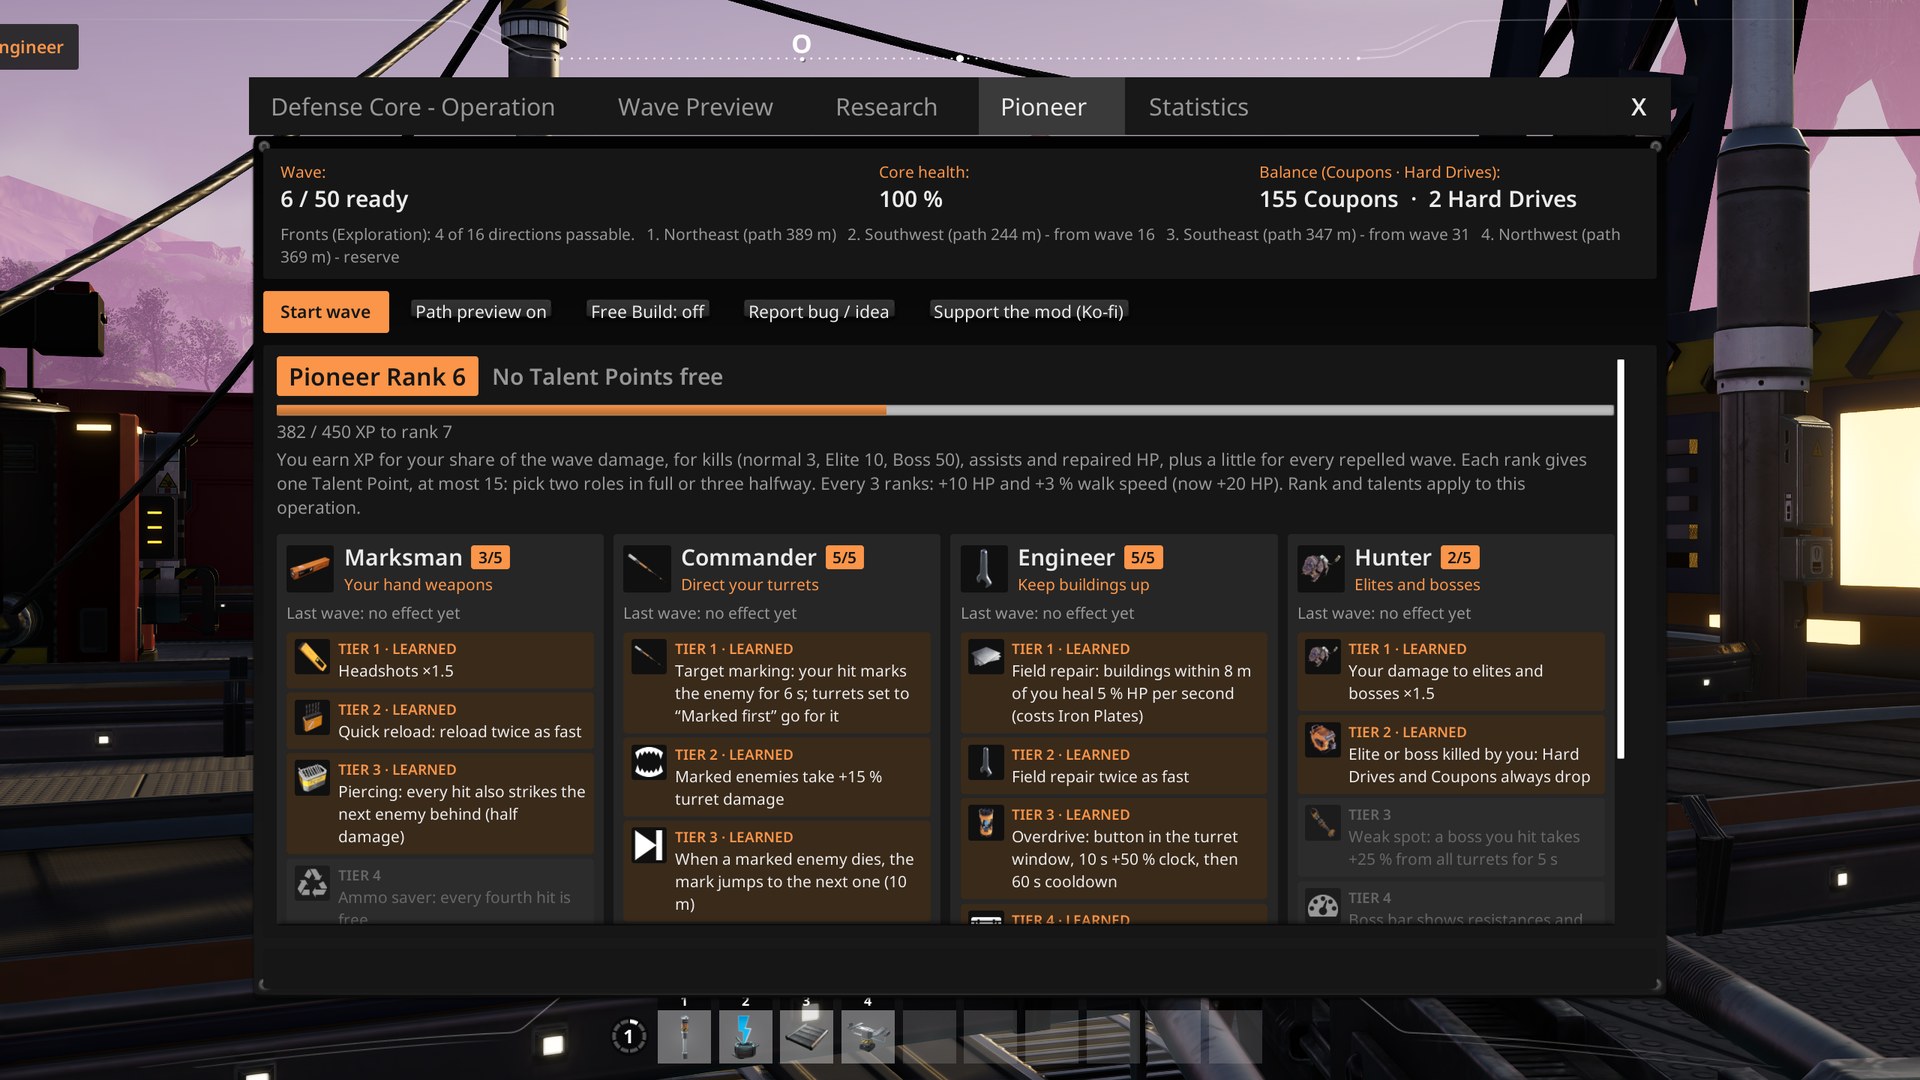 ngineer
O
Defense Core - Operation
Wave Preview
Research
Pioneer
Statistics
X
Wave:
6 / 50 ready
Core health:
100 %
Balance (Coupons · Hard Drives):
155 Coupons · 2 Hard Drives
Fronts (Exploration): 4 of 16 directions passable. 1. Northeast (path 389 m) 2. Southwest (path 244 m) - from wave 16 3. Southeast (path 347 m) - from wave 31 4. Northwest (path
369 m) - reserve
Start wave
Path preview on
Free Build: off
Report bug / idea
Support the mod (Ko-fi)
Pioneer Rank 6
No Talent Points free
382 / 450 XP to rank 7
You earn XP for your share of the wave damage, for kills (normal 3, Elite 10, Boss 50), assists and repaired HP, plus a little for every repelled wave. Each rank gives
one Talent Point, at most 15: pick two roles in full or three halfway. Every 3 ranks: +10 HP and +3 % walk speed (now +20 HP). Rank and talents apply to this
operation.
Marksman 3/5
Your hand weapons
Last wave: no effect yet
TIER 1 · LEARNED
Headshots ×1.5
TIER 2 · LEARNED
Quick reload: reload twice as fast
TIER 3 · LEARNED
Piercing: every hit also strikes the
next enemy behind (half
damage)
TIER 4
Ammo saver: every fourth hit is
free
Commander 5/5
Direct your turrets
Last wave: no effect yet
TIER 1 · LEARNED
Target marking: your hit marks
the enemy for 6 s; turrets set to
“Marked first” go for it
TIER 2 · LEARNED
Marked enemies take +15 %
turret damage
TIER 3 · LEARNED
When a marked enemy dies, the
mark jumps to the next one (10
m)
Engineer 5/5
Keep buildings up
Last wave: no effect yet
TIER 1 · LEARNED
Field repair: buildings within 8 m
of you heal 5 % HP per second
(costs Iron Plates)
TIER 2 · LEARNED
Field repair twice as fast
TIER 3 · LEARNED
Overdrive: button in the turret
window, 10 s +50 % clock, then
60 s cooldown
TIER 4 · LEARNED
Hunter 2/5
Elites and bosses
Last wave: no effect yet
TIER 1 · LEARNED
Your damage to elites and
bosses ×1.5
TIER 2 · LEARNED
Elite or boss killed by you: Hard
Drives and Coupons always drop
TIER 3
Weak spot: a boss you hit takes
+25 % from all turrets for 5 s
TIER 4
Boss bar shows resistances and
1
1
2
3
4